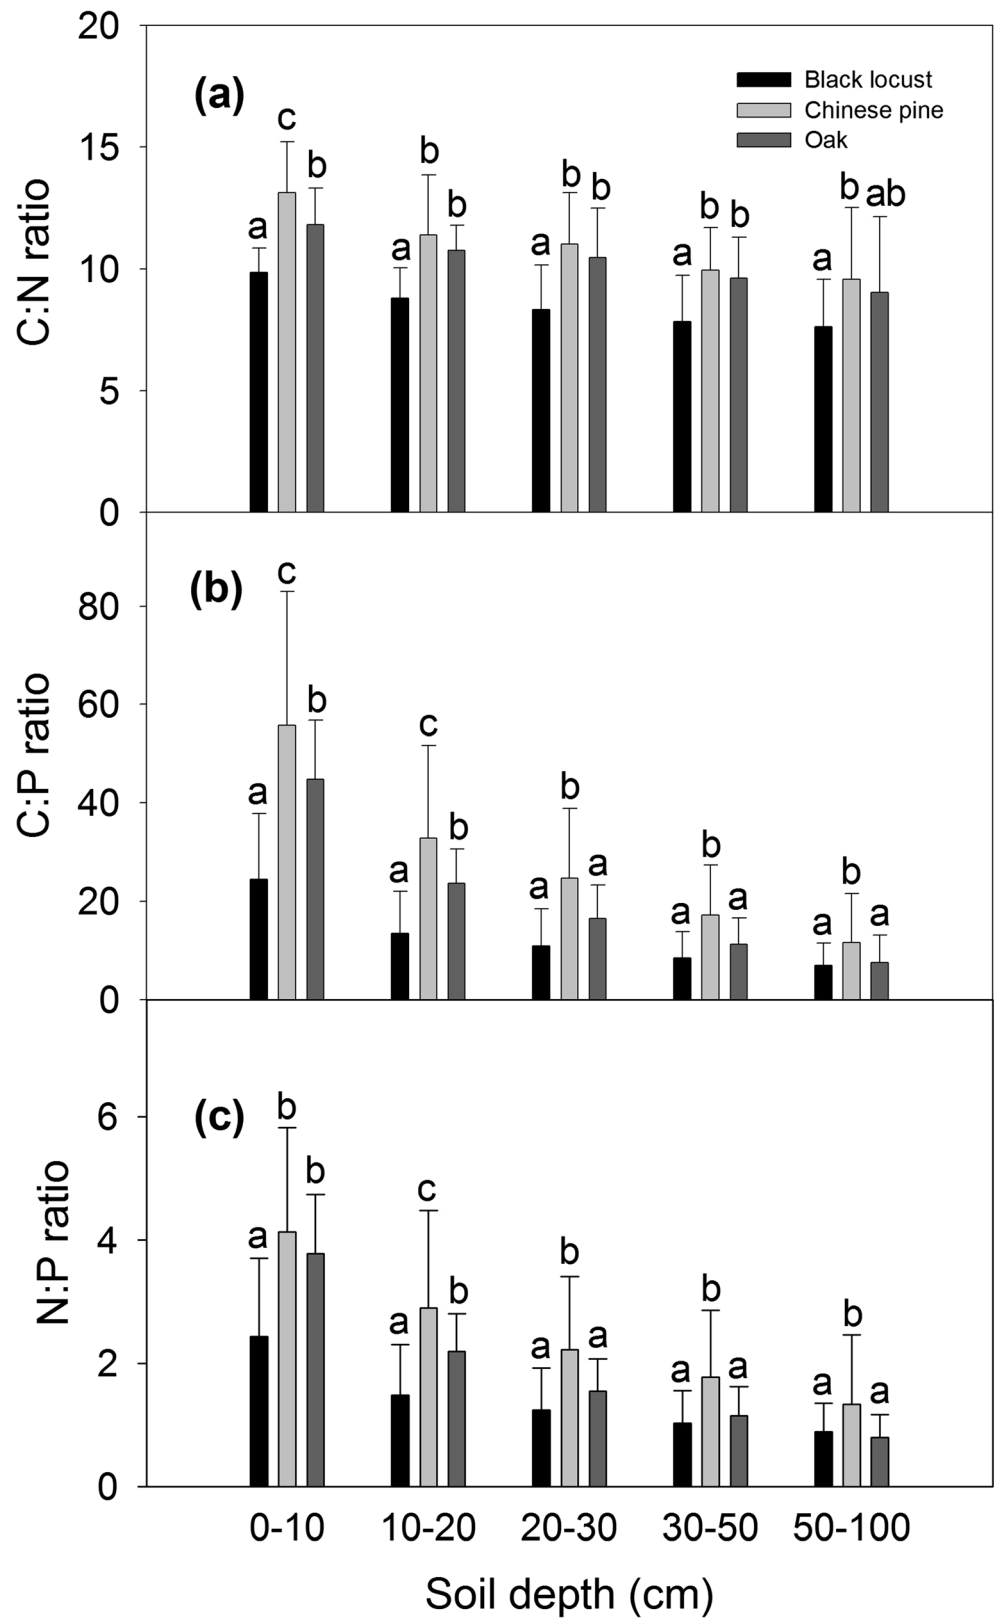 20
(a)
Black locust
Chinese pine
Oak
15
10
5
0
C:N ratio
a c b
a b b
a b b
a b b
a b ab
(b)
80
60
40
20
0
C:P ratio
a c b
a c b
a b a
a b a
a b a
(c)
6
4
2
0
N:P ratio
a b b
a c b
a b a
a b a
a b a
0-10 10-20 20-30 30-50 50-100
Soil depth (cm)